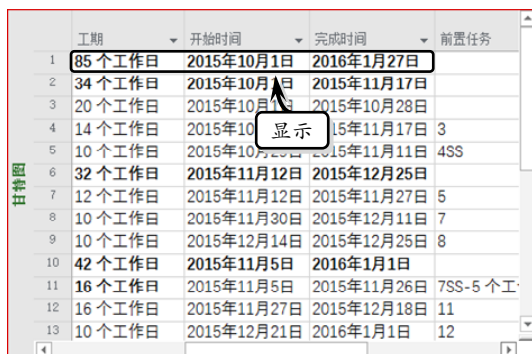 工期 开始时间 完成时间 前置任务
1 85 个工作日 2015年10月1日 2016年1月27日
2 34 个工作日 2015年10月1日 2015年11月17日
3 20 个工作日 2015年10月1日 2015年10月28日
4 14 个工作日 2015年10 15年11月17日 3
5 10 个工作日 2015年10月 2015年11月11日 4SS
显示
6 32 个工作日 2015年11月12日 2015年12月25日
7 12 个工作日 2015年11月12日 2015年11月27日 5
8 10 个工作日 2015年11月30日 2015年12月11日 7
9 10 个工作日 2015年12月14日 2015年12月25日 8
10 42 个工作日 2015年11月5日 2016年1月1日
11 16 个工作日 2015年11月5日 2015年11月26日 7SS-5 个工
12 16 个工作日 2015年11月27日 2015年12月18日 11
13 10 个工作日 2015年12月21日 2016年1月1日 12
甘特图